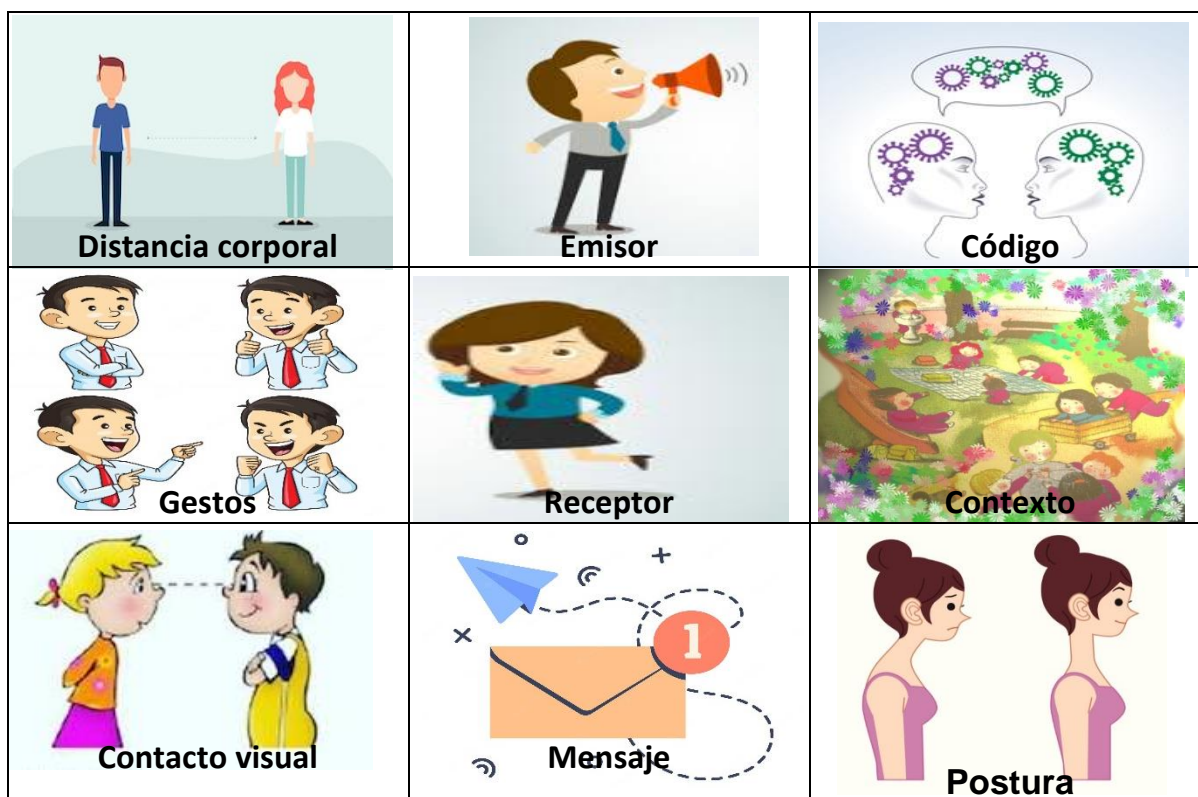 Distancia corporal
Emisor
Código
Gestos
Receptor
Contexto
Contacto visual
1
Mensaje
Postura